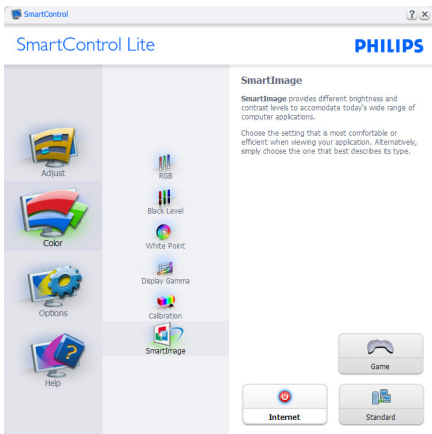 SmartControl
SmartControl Lite
PHILIPS
Adjust
Color
Options
Help
RGB
Black Level
White Point
Display Gamma
Calibration
SmartImage
SmartImage
SmartImage provides different brightness and
contrast levels to accomodate today's wide range of
computer applications.
Choose the setting that is most comfortable or
efficient when viewing your application. Alternatively,
simply choose the one that best describes its type.
Game
Internet
Standard